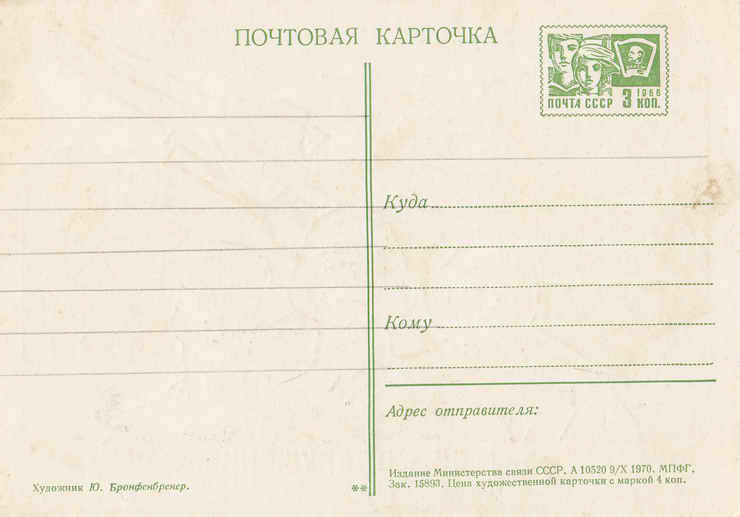 ПОЧТОВАЯ КАРТОЧКА
1966
ПОЧТА СССР 3 КОП.
Куда
Кому
Адрес отправителя:
Издание Министерства связи СССР. А 10520 9/X 1970. МПФГ,
Зак. 15893. Цена художественной карточки с маркой 4 коп.
Художник Ю. Бронфенбренер.
**